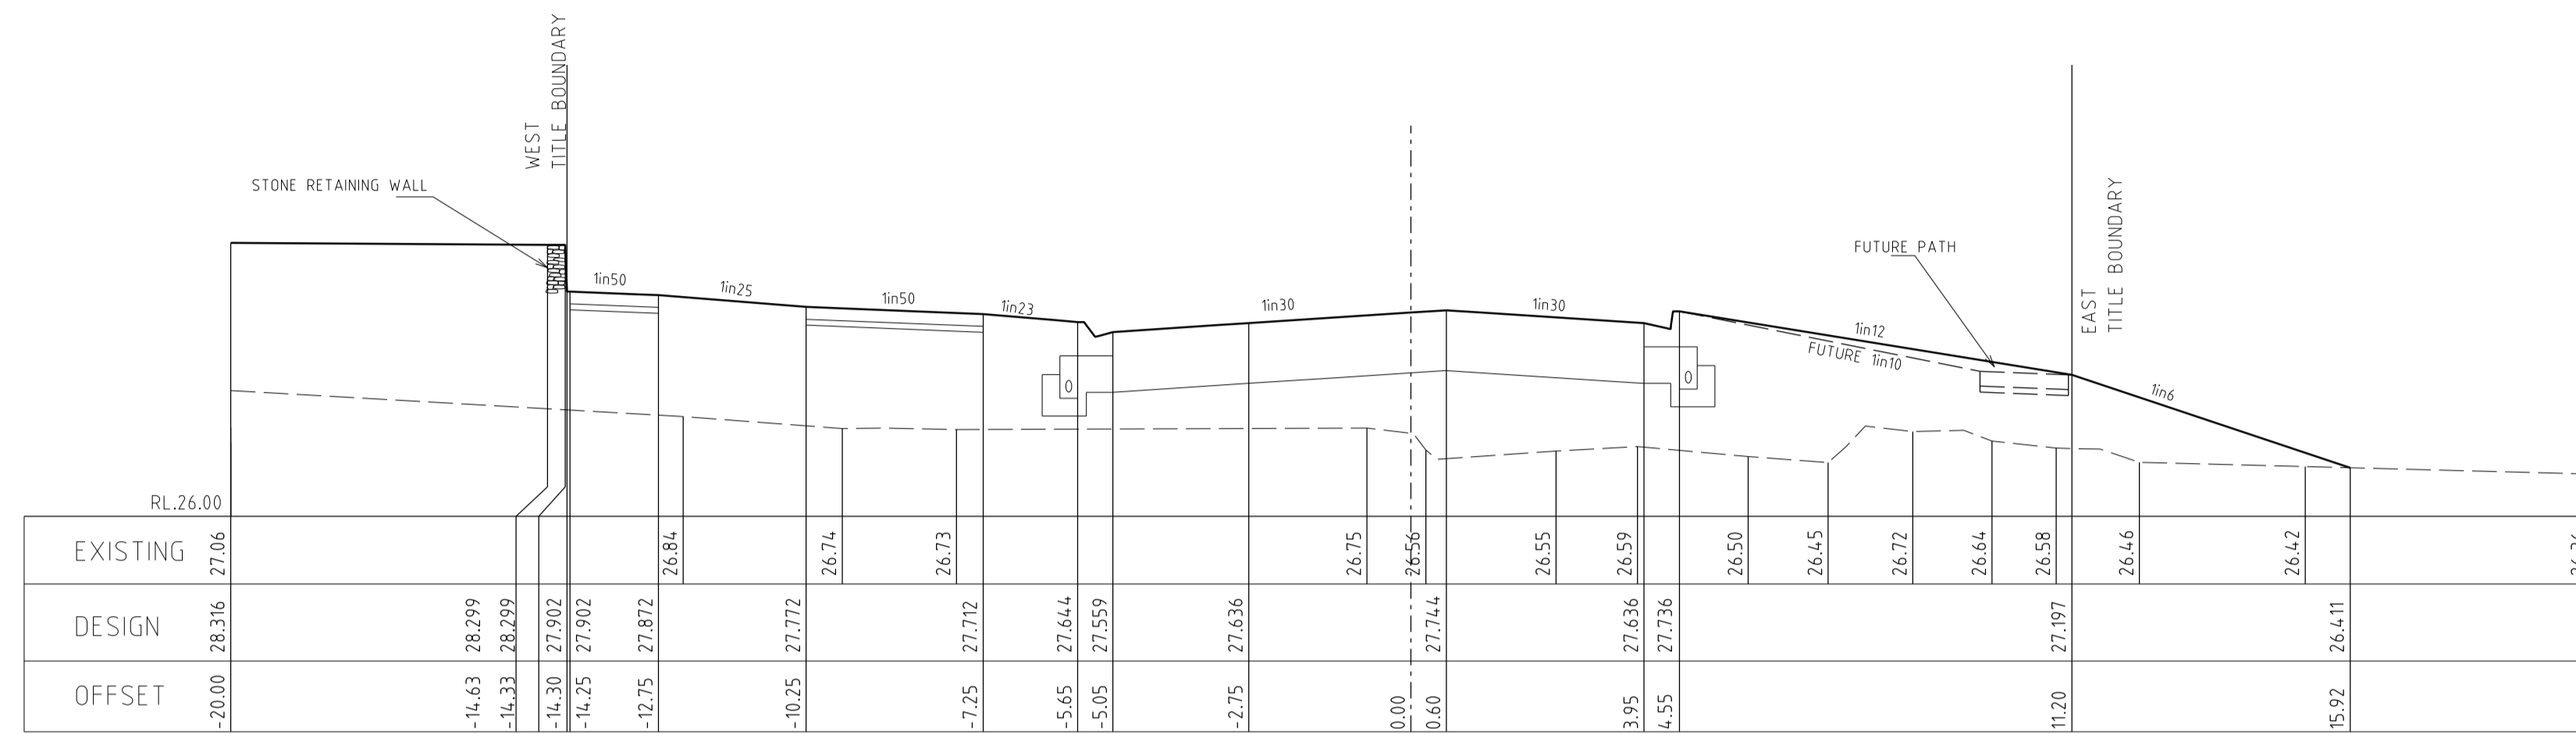 WEST
TITLE BOUNDARY
STONE RETAINING WALL
EAST
TITLE BOUNDARY
FUTURE PATH
1in50
1in25
1in50
1in23
1in30
1in30
1in12
FUTURE 1in10
1in6
0
0
RL.26.00
EXISTING 27.06 26.84 26.74 26.73 26.75 26.56 26.55 26.59 26.50 26.45 26.72 26.64 26.58 26.46 26.42
DESIGN 28.316 28.299 28.299 27.902 27.902 27.872 27.772 27.712 27.644 27.559 27.636 27.744 27.636 27.736 27.197 26.411
OFFSET -20.00 -14.63 -14.33 -14.30 -14.25 -12.75 -10.25 -7.25 -5.65 -5.05 -2.75 0.00 0.60 3.95 4.55 11.20 15.92